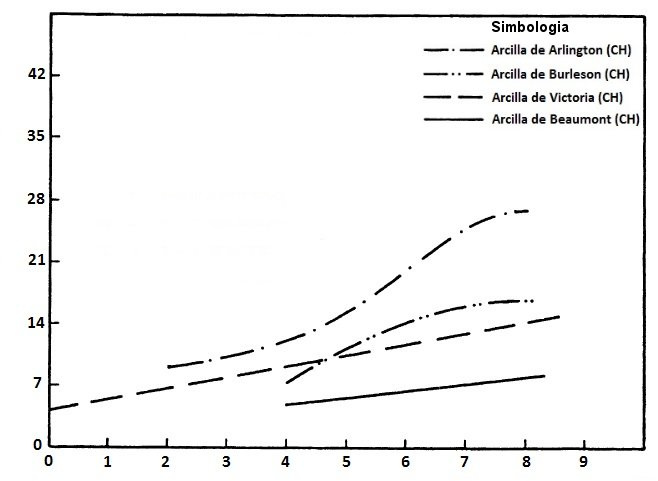 Simbologia
Arcilla de Arlington (CH)
Arcilla de Burleson (CH)
Arcilla de Victoria (CH)
Arcilla de Beaumont (CH)
42
35
28
21
14
7
0
0 1 2 3 4 5 6 7 8 9